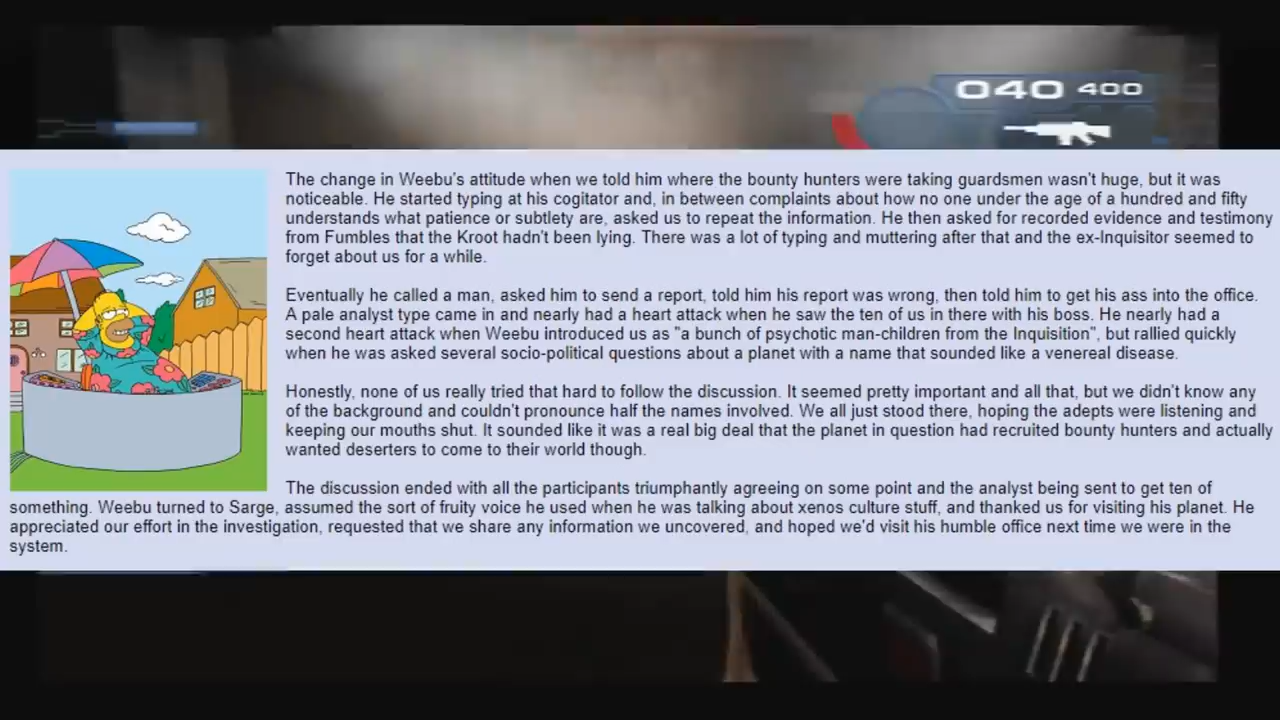 040 400
The change in Weebu's attitude when we told him where the bounty hunters were taking guardsmen wasn't huge, but it was
noticeable. He started typing at his cogitator and, in between complaints about how no one under the age of a hundred and fifty
understands what patience or subtlety are, asked us to repeat the information. He then asked for recorded evidence and testimony
from Fumbles that the Kroot hadn't been lying. There was a lot of typing and muttering after that and the ex-Inquisitor seemed to
forget about us for a while.
Eventually he called a man, asked him to send a report, told him his report was wrong, then told him to get his ass into the office.
A pale analyst type came in and nearly had a heart attack when he saw the ten of us in there with his boss. He nearly had a
second heart attack when Weebu introduced us as "a bunch of psychotic man-children from the Inquisition", but rallied quickly
when he was asked several socio-political questions about a planet with a name that sounded like a venereal disease.
Honestly, none of us really tried that hard to follow the discussion. It seemed pretty important and all that, but we didn't know any
of the background and couldn't pronounce half the names involved. We all just stood there, hoping the adepts were listening and
keeping our mouths shut. It sounded like it was a real big deal that the planet in question had recruited bounty hunters and actually
wanted deserters to come to their world though.
The discussion ended with all the participants triumphantly agreeing on some point and the analyst being sent to get ten of
something. Weebu turned to Sarge, assumed the sort of fruity voice he used when he was talking about xenos culture stuff, and thanked us for visiting his planet. He
appreciated our effort in the investigation, requested that we share any information we uncovered, and hoped we'd visit his humble office next time we were in the
system.